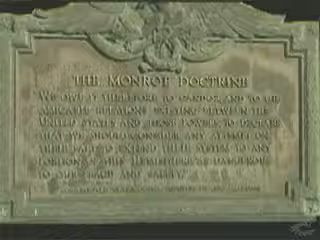 THE MONROE DOCTRINE
WE OWE IT THEREFORE TO CANDOR, AND TO THE
AMICABLE RELATIONS EXISTING BETWEEN THE
UNITED STATES AND THOSE POWERS, TO DECLARE
THAT WE SHOULD CONSIDER ANY ATTEMPT ON
THEIR PART TO EXTEND THEIR SYSTEM TO ANY
PORTION OF THIS HEMISPHERE AS DANGEROUS
TO OUR PEACE AND SAFETY.